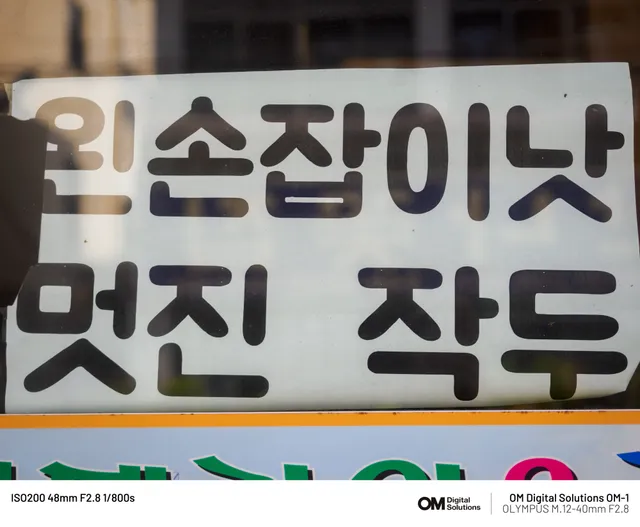 왼손잡이낫
멋진 작두
ISO200 48mm F2.8 1/800s
OM Digital Solutions
OM Digital Solutions OM-1
OLYMPUS M.12-40mm F2.8